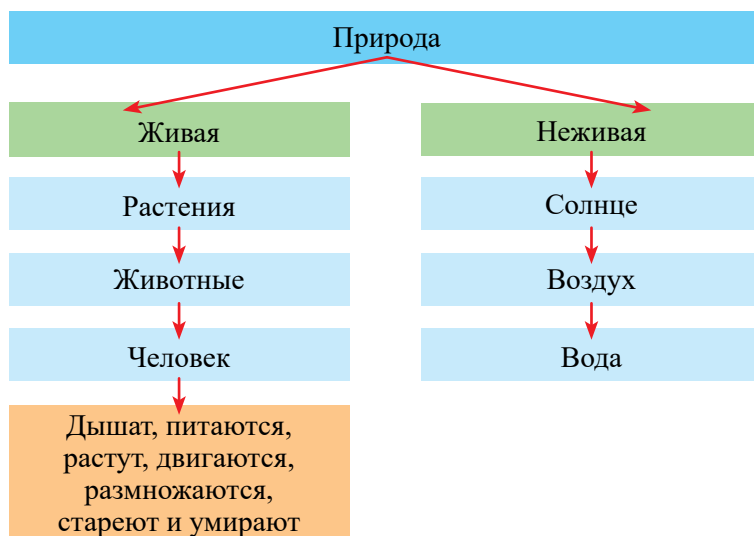 Природа
Живая
Неживая
Растения
Солнце
Животные
Воздух
Человек
Вода
Дышат, питаются,
растут, двигаются,
размножаются,
стареют и умирают